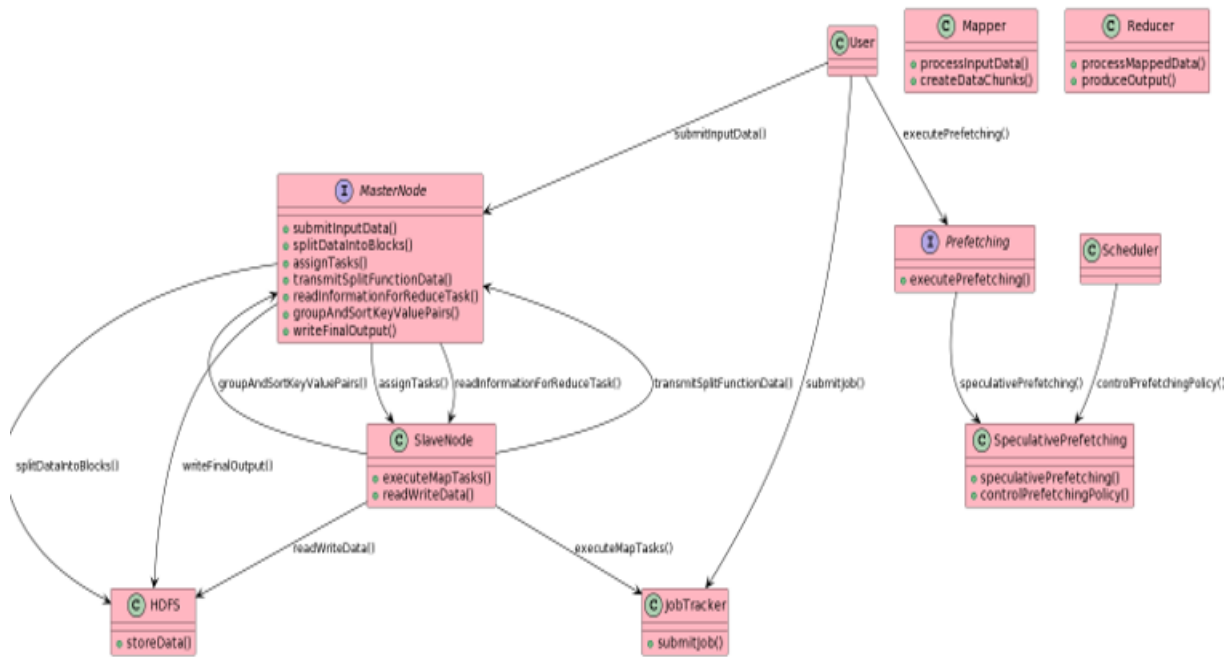 C Mapper
processInputData()
createDataChunks()
C Reducer
processMappedData()
produceOutput()
C User
submitInputData()
executePrefetching()
I MasterNode
submitInputData()
splitDataIntoBlocks()
assignTasks()
transmitSplitFunctionData()
readInformationForReduceTask()
groupAndSortKeyValuePairs()
writeFinalOutput()
I Prefetching
executePrefetching()
C Scheduler
groupAndSortKeyValuePairs()
assignTasks()
readInformationForReduceTask()
transmitSplitFunctionData()
submitJob()
speculativePrefetching()
controlPrefetchingPolicy()
C SlaveNode
executeMapTasks()
readWriteData()
C SpeculativePrefetching
speculativePrefetching()
controlPrefetchingPolicy()
splitDataIntoBlocks()
writeFinalOutput()
readWriteData()
executeMapTasks()
C HDFS
storeData()
C JobTracker
submitJob()